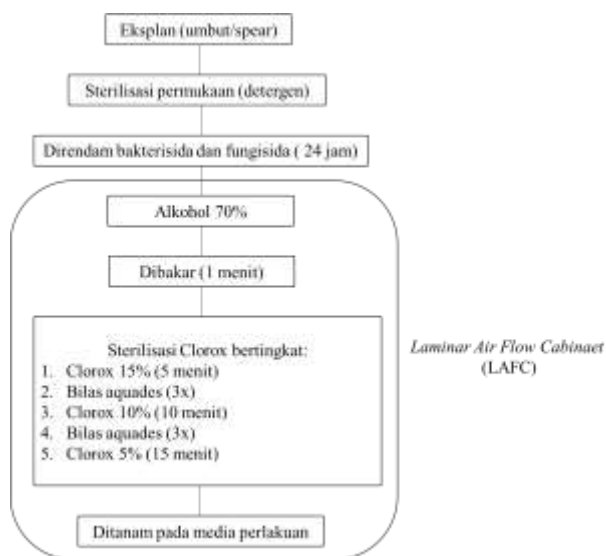 Eksplan (umbut/spear)
Sterilisasi permukaan (detergen)
Direndam bakterisida dan fungisida ( 24 jam)
Alkohol 70%
Dibakar (1 menit)
Sterilisasi Clorox bertingkat:
1. Clorox 15% (5 menit)
2. Bilas aquades (3x)
3. Clorox 10% (10 menit)
4. Bilas aquades (3x)
5. Clorox 5% (15 menit)
Laminar Air Flow Cabinaet
(LAFC)
Ditanam pada media perlakuan